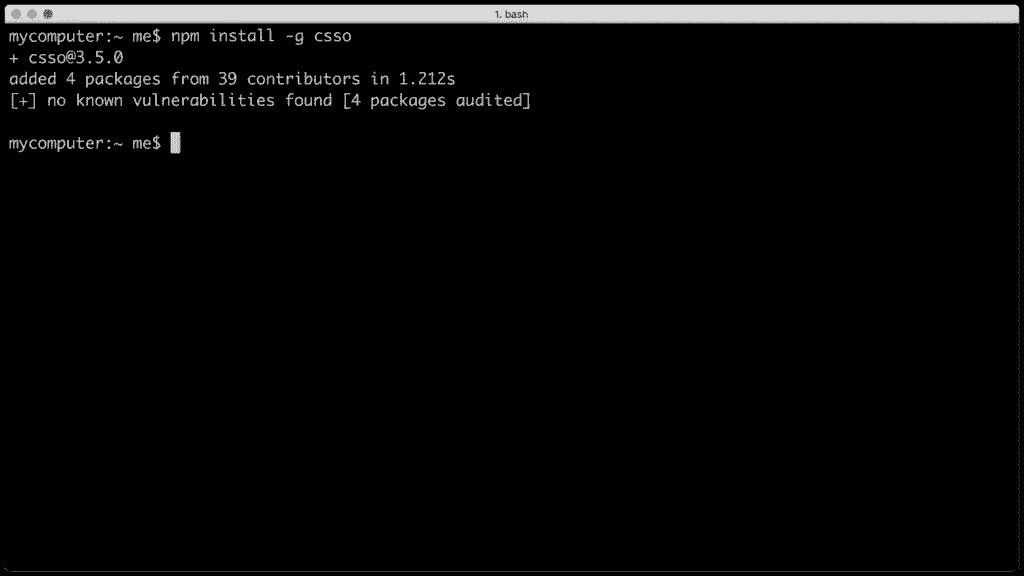 1. bash
mycomputer:~ me$ npm install -g csso
+ csso@3.5.0
added 4 packages from 39 contributors in 1.212s
[+] no known vulnerabilities found [4 packages audited]
mycomputer:~ me$